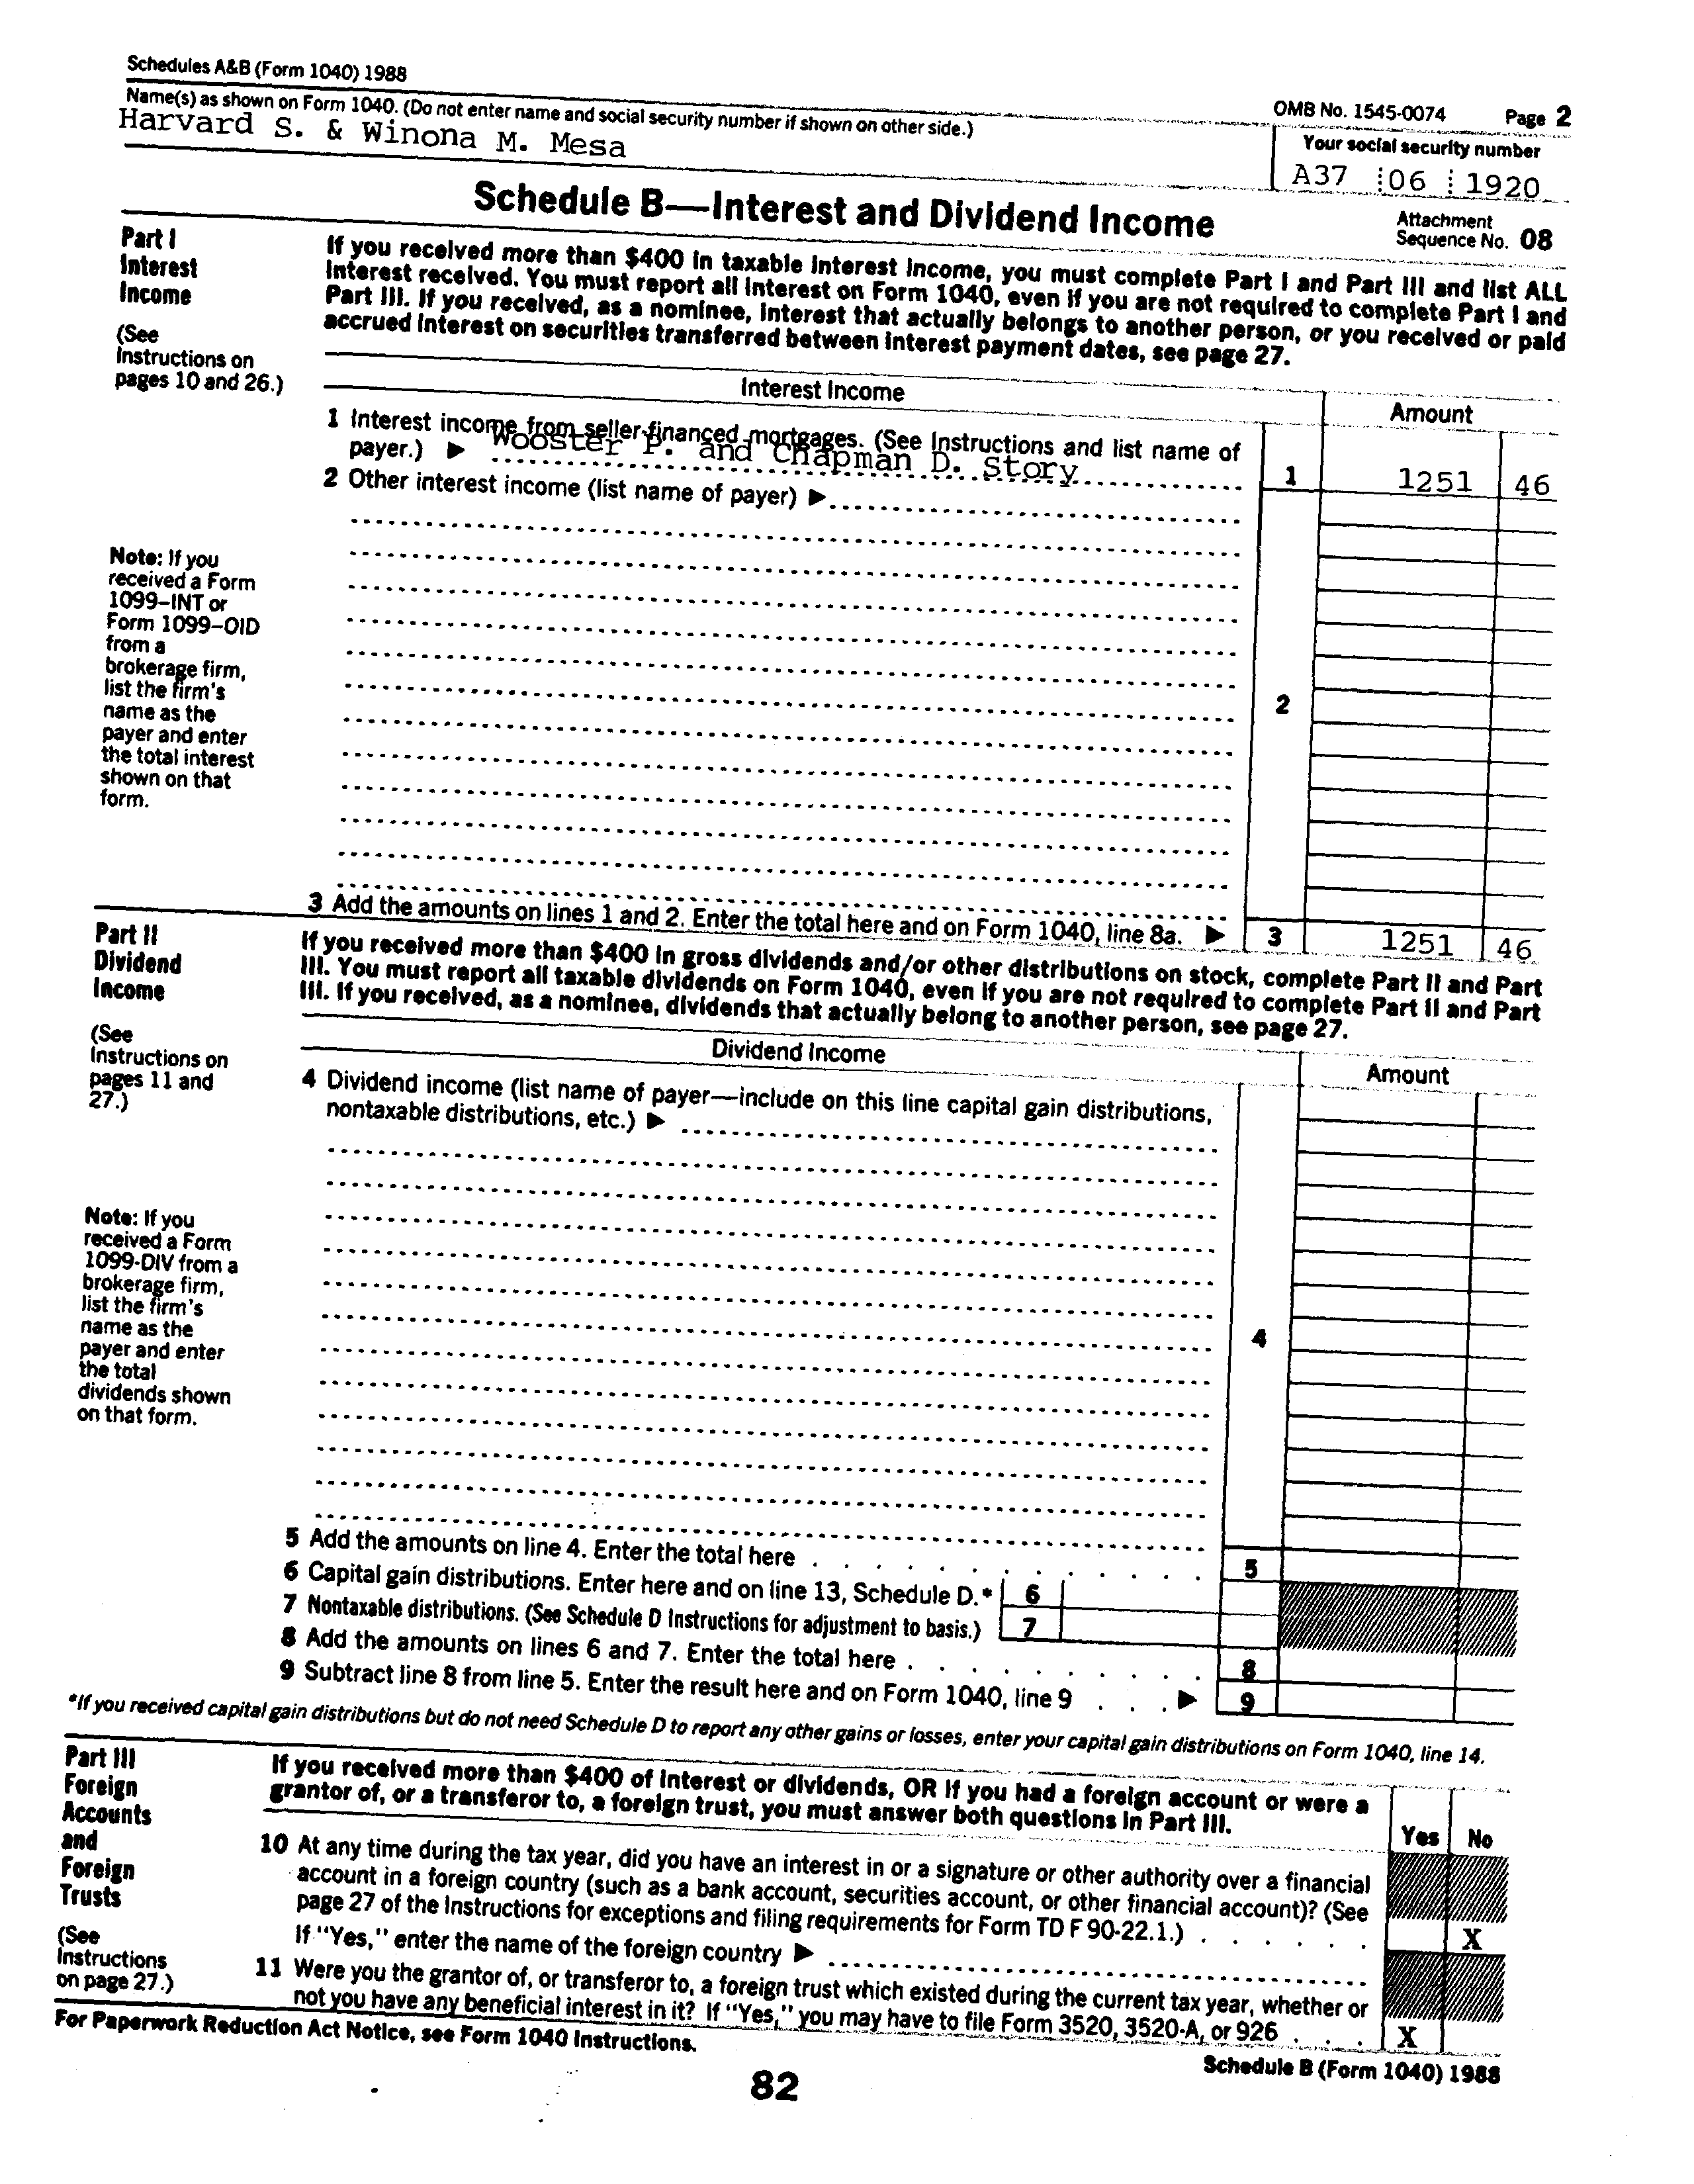 Schedules A&B (Form 1040) 1988
OMB No. 1545-0074
Page 2
Name(s) as shown on Form 1040. (Do not enter name and social security number if shown on other side.)
Harvard S. & Winona M. Mesa
Your social security number
A37 06 1920
Schedule B—Interest and Dividend Income
Attachment
Sequence No. 08
Part I
Interest
Income
(See
Instructions on
pages 10 and 26.)
If you received more than $400 in taxable interest income, you must complete Part I and Part III and list ALL
interest received. You must report all interest on Form 1040, even if you are not required to complete Part I and
Part III. If you received, as a nominee, interest that actually belongs to another person, or you received or paid
accrued interest on securities transferred between interest payment dates, see page 27.
Interest Income
Amount
1 Interest income from seller-financed mortgages. (See Instructions and list name of
payer.) ▶ Wooster P. and Chapman D. Story
1
1251 46
2 Other interest income (list name of payer) ▶
Note: If you
received a Form
1099–INT or
Form 1099–OID
from a
brokerage firm,
list the firm's
name as the
payer and enter
the total interest
shown on that
form.
2
3 Add the amounts on lines 1 and 2. Enter the total here and on Form 1040, line 8a. ▶
3
1251 46
Part II
Dividend
Income
(See
Instructions on
pages 11 and
27.)
If you received more than $400 in gross dividends and/or other distributions on stock, complete Part II and Part
III. You must report all taxable dividends on Form 1040, even if you are not required to complete Part II and Part
III. If you received, as a nominee, dividends that actually belong to another person, see page 27.
Dividend Income
Amount
4 Dividend income (list name of payer—include on this line capital gain distributions,
nontaxable distributions, etc.) ▶
Note: If you
received a Form
1099-DIV from a
brokerage firm,
list the firm's
name as the
payer and enter
the total
dividends shown
on that form.
4
5 Add the amounts on line 4. Enter the total here
5
6 Capital gain distributions. Enter here and on line 13, Schedule D.*
6
7 Nontaxable distributions. (See Schedule D Instructions for adjustment to basis.)
7
8 Add the amounts on lines 6 and 7. Enter the total here
8
9 Subtract line 8 from line 5. Enter the result here and on Form 1040, line 9 ▶
9
*If you received capital gain distributions but do not need Schedule D to report any other gains or losses, enter your capital gain distributions on Form 1040, line 14.
Part III
Foreign
Accounts
and
Foreign
Trusts
(See
Instructions
on page 27.)
If you received more than $400 of interest or dividends, OR if you had a foreign account or were a
grantor of, or a transferor to, a foreign trust, you must answer both questions in Part III.
Yes No
10 At any time during the tax year, did you have an interest in or a signature or other authority over a financial
account in a foreign country (such as a bank account, securities account, or other financial account)? (See
page 27 of the Instructions for exceptions and filing requirements for Form TD F 90-22.1.)
X
If "Yes," enter the name of the foreign country ▶
11 Were you the grantor of, or transferor to, a foreign trust which existed during the current tax year, whether or
not you have any beneficial interest in it? If "Yes," you may have to file Form 3520, 3520-A, or 926
X
For Paperwork Reduction Act Notice, see Form 1040 Instructions.
Schedule B (Form 1040) 1988
82